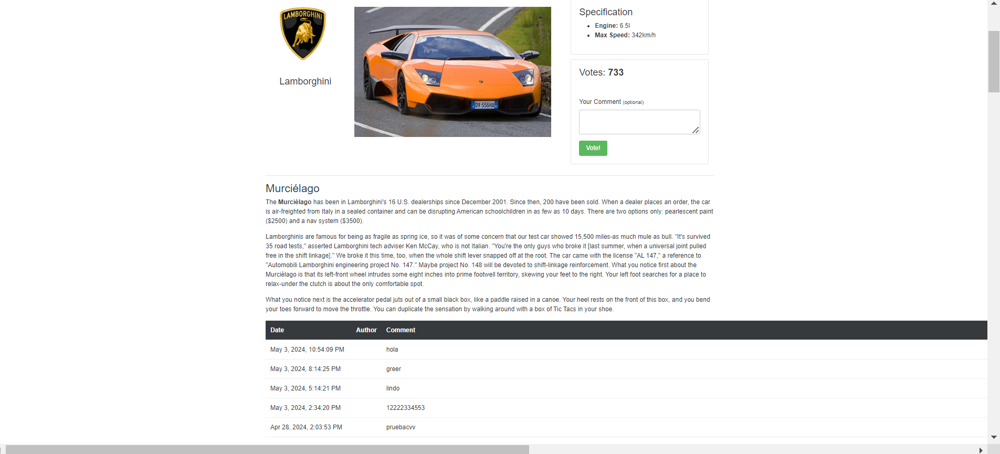 LAMBORGHINI
Lamborghini
DV·556HA
Specification
Engine: 6.5l
Max Speed: 342km/h
Votes: 733
Your Comment (optional)
Vote!
Murciélago
The Murciélago has been in Lamborghini's 16 U.S. dealerships since December 2001. Since then, 200 have been sold. When a dealer places an order, the car
is air-freighted from Italy in a sealed container and can be disrupting American schoolchildren in as few as 10 days. There are two options only: pearlescent paint
($2500) and a nav system ($3500).
Lamborghinis are famous for being as fragile as spring ice, so it was of some concern that our test car showed 15,500 miles-as much mule as bull. "It's survived
35 road tests," asserted Lamborghini tech adviser Ken McCay, who is not Italian. "You're the only guys who broke it [last summer, when a universal joint pulled
free in the shift linkage]." We broke it this time, too, when the whole shift lever snapped off at the root. The car came with the license "AL 147," a reference to
"Automobili Lamborghini engineering project No. 147." Maybe project No. 148 will be devoted to shift-linkage reinforcement. What you notice first about the
Murciélago is that its left-front wheel intrudes some eight inches into prime footwell territory, skewing your feet to the right. Your left foot searches for a place to
relax-under the clutch is about the only comfortable spot.
What you notice next is the accelerator pedal juts out of a small black box, like a paddle raised in a canoe. Your heel rests on the front of this box, and you bend
your toes forward to move the throttle. You can duplicate the sensation by walking around with a box of Tic Tacs in your shoe.
Date Author Comment
May 3, 2024, 10:54:09 PM hola
May 3, 2024, 8:14:25 PM greer
May 3, 2024, 5:14:21 PM lindo
May 3, 2024, 2:34:20 PM 12222334553
Apr 28, 2024, 2:03:53 PM pruebacvv